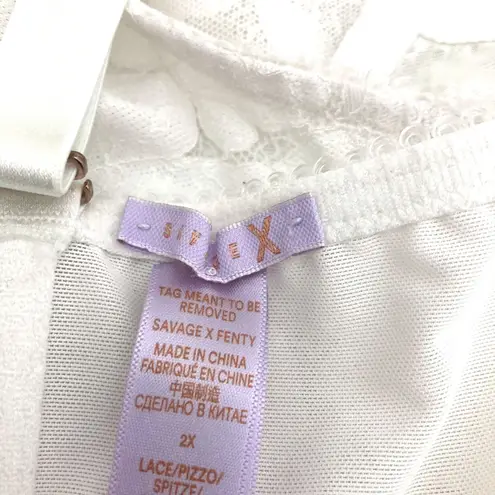 X
TAG MEANT TO BE
REMOVED
SAVAGE X FENTY
MADE IN CHINA
FABRIQUÉ EN CHINE
中国制造
СДЕЛАНО В КИТАЕ
2X
LACE/PIZZO/
SPITZE/